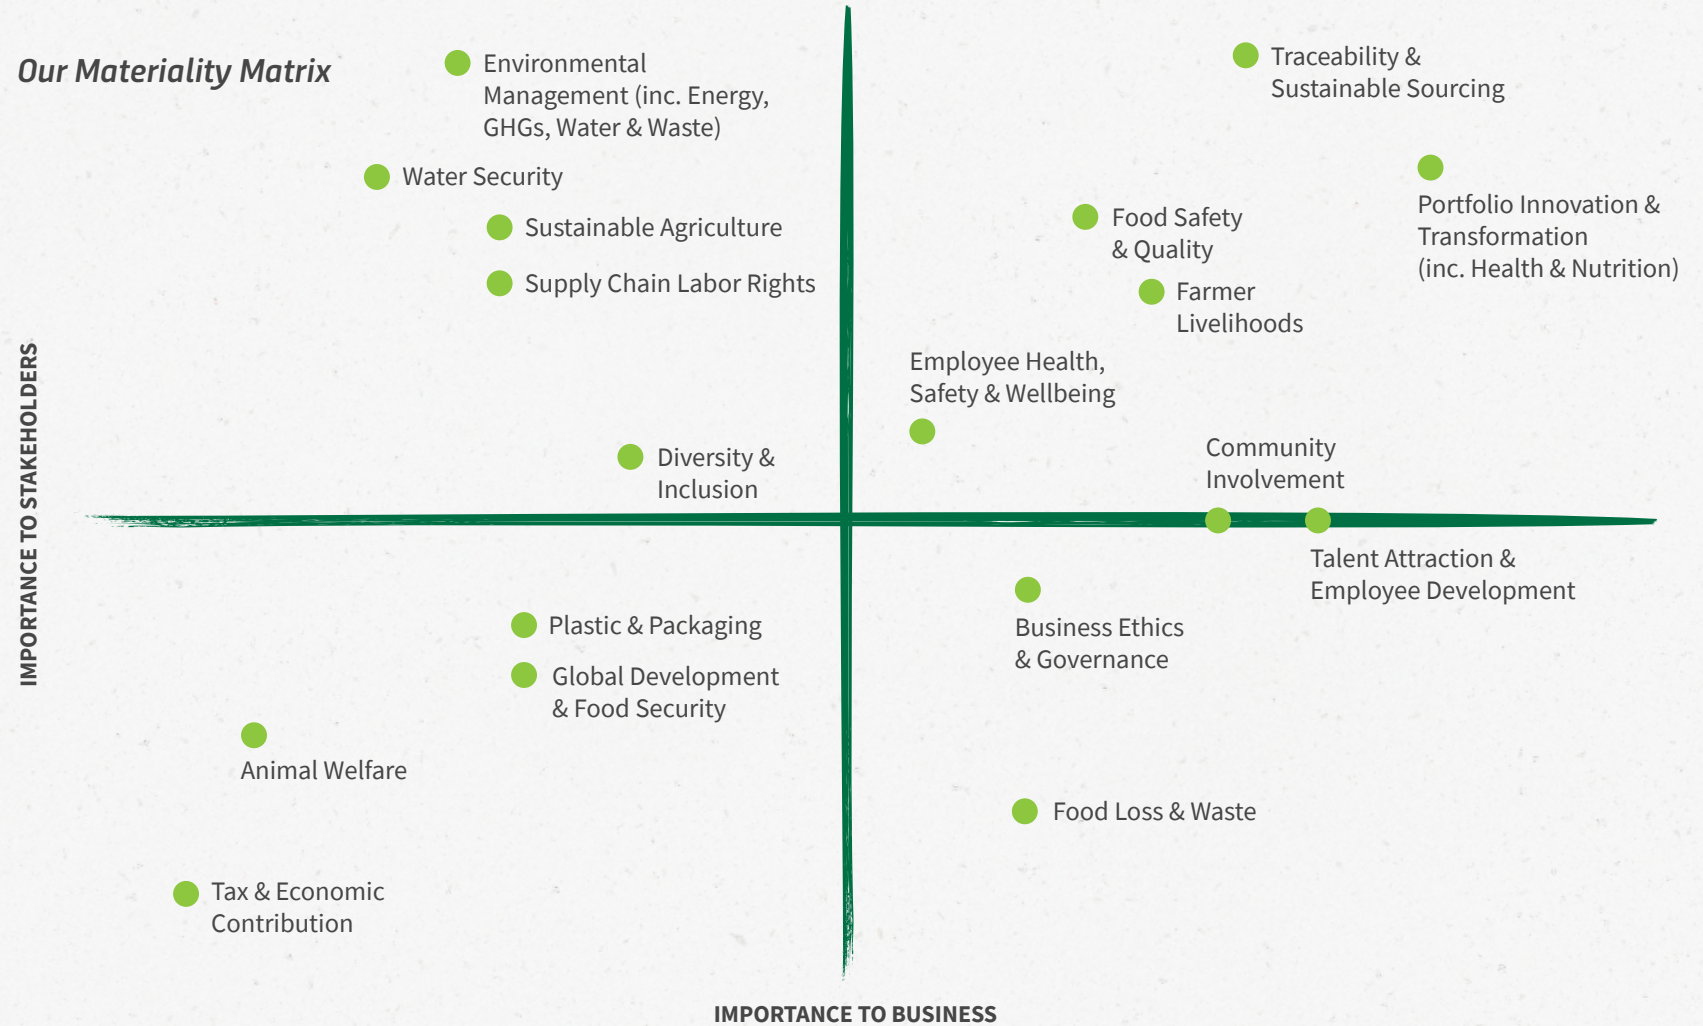 Our Materiality Matrix
Environmental
Management (inc. Energy,
GHGs, Water & Waste)
Water Security
Sustainable Agriculture
Supply Chain Labor Rights
Diversity &
Inclusion
Traceability &
Sustainable Sourcing
Portfolio Innovation &
Transformation
(inc. Health & Nutrition)
Food Safety
& Quality
Farmer
Livelihoods
Employee Health,
Safety & Wellbeing
Community
Involvement
Talent Attraction &
Employee Development
Business Ethics
& Governance
Food Loss & Waste
Plastic & Packaging
Global Development
& Food Security
Animal Welfare
Tax & Economic
Contribution
IMPORTANCE TO STAKEHOLDERS
IMPORTANCE TO BUSINESS